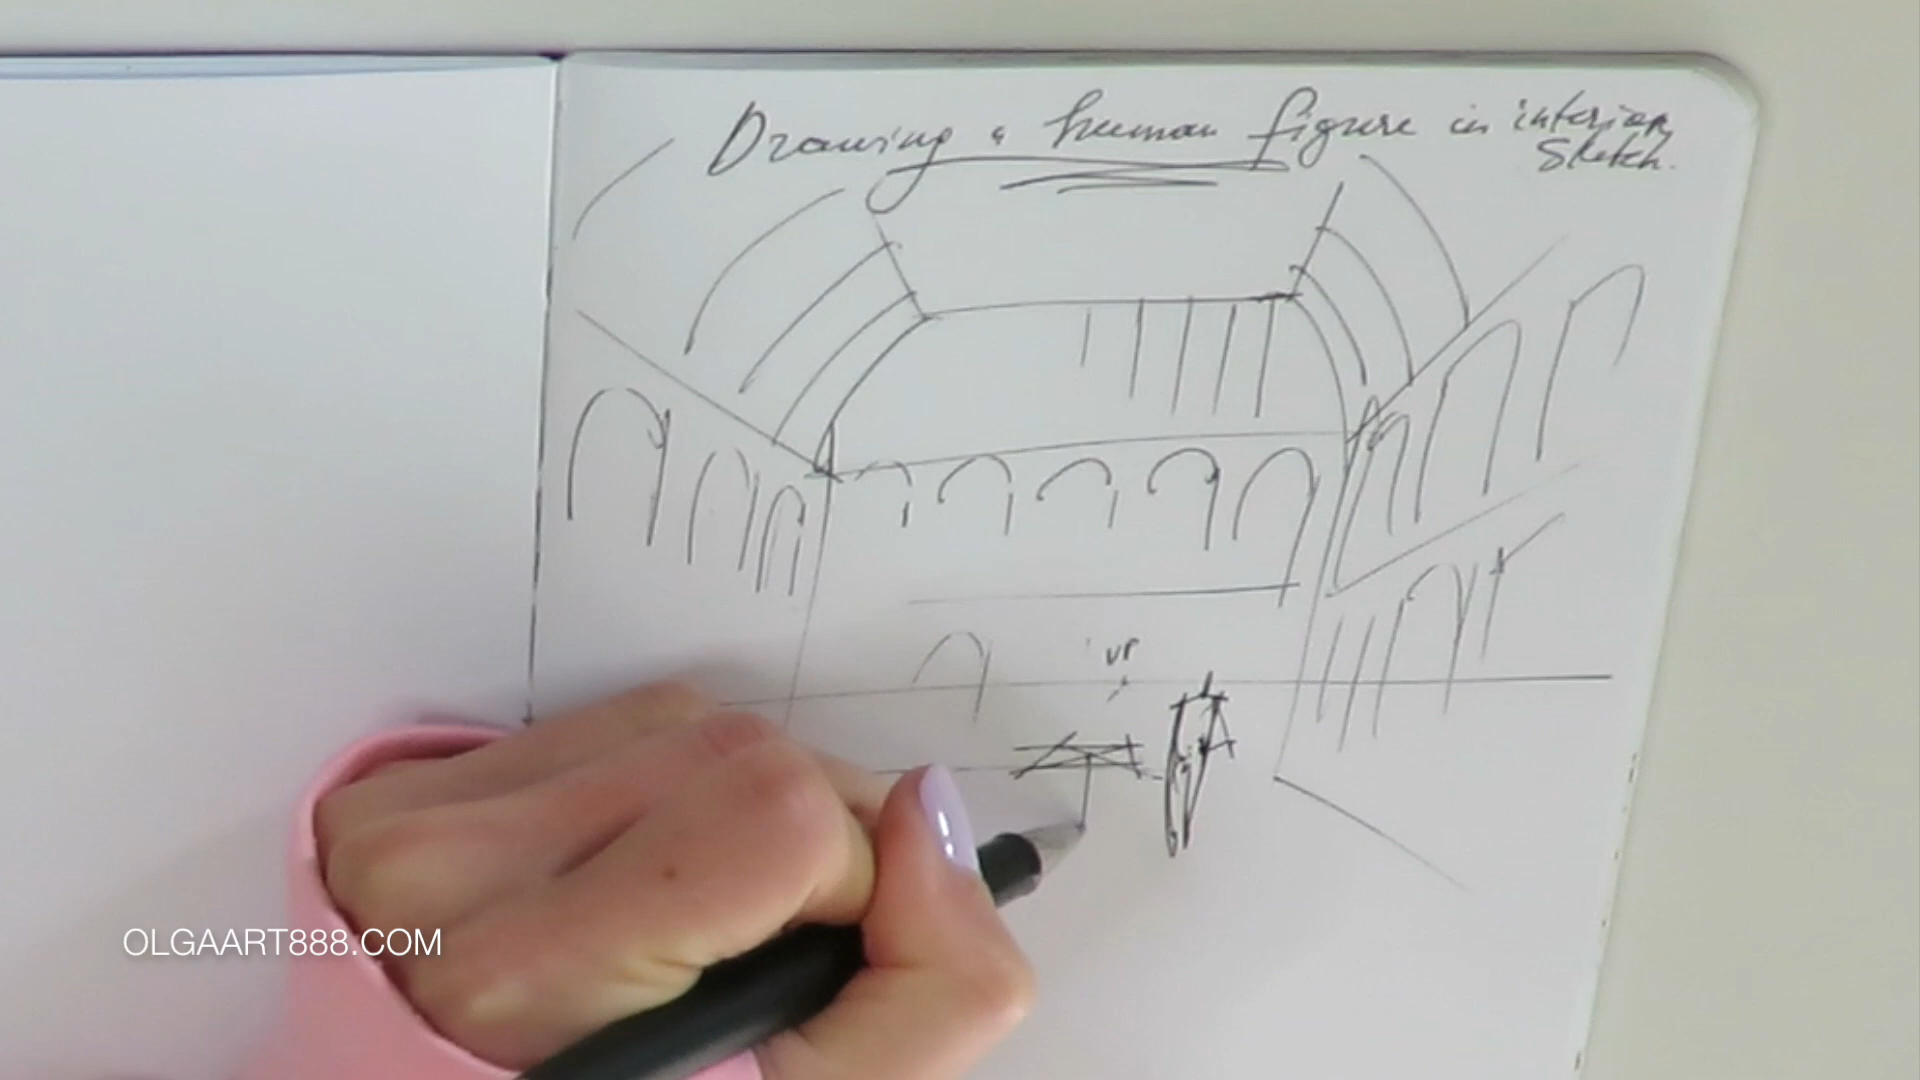 Drawing a human figure in interior
sketch.
VP
OLGAART888.COM